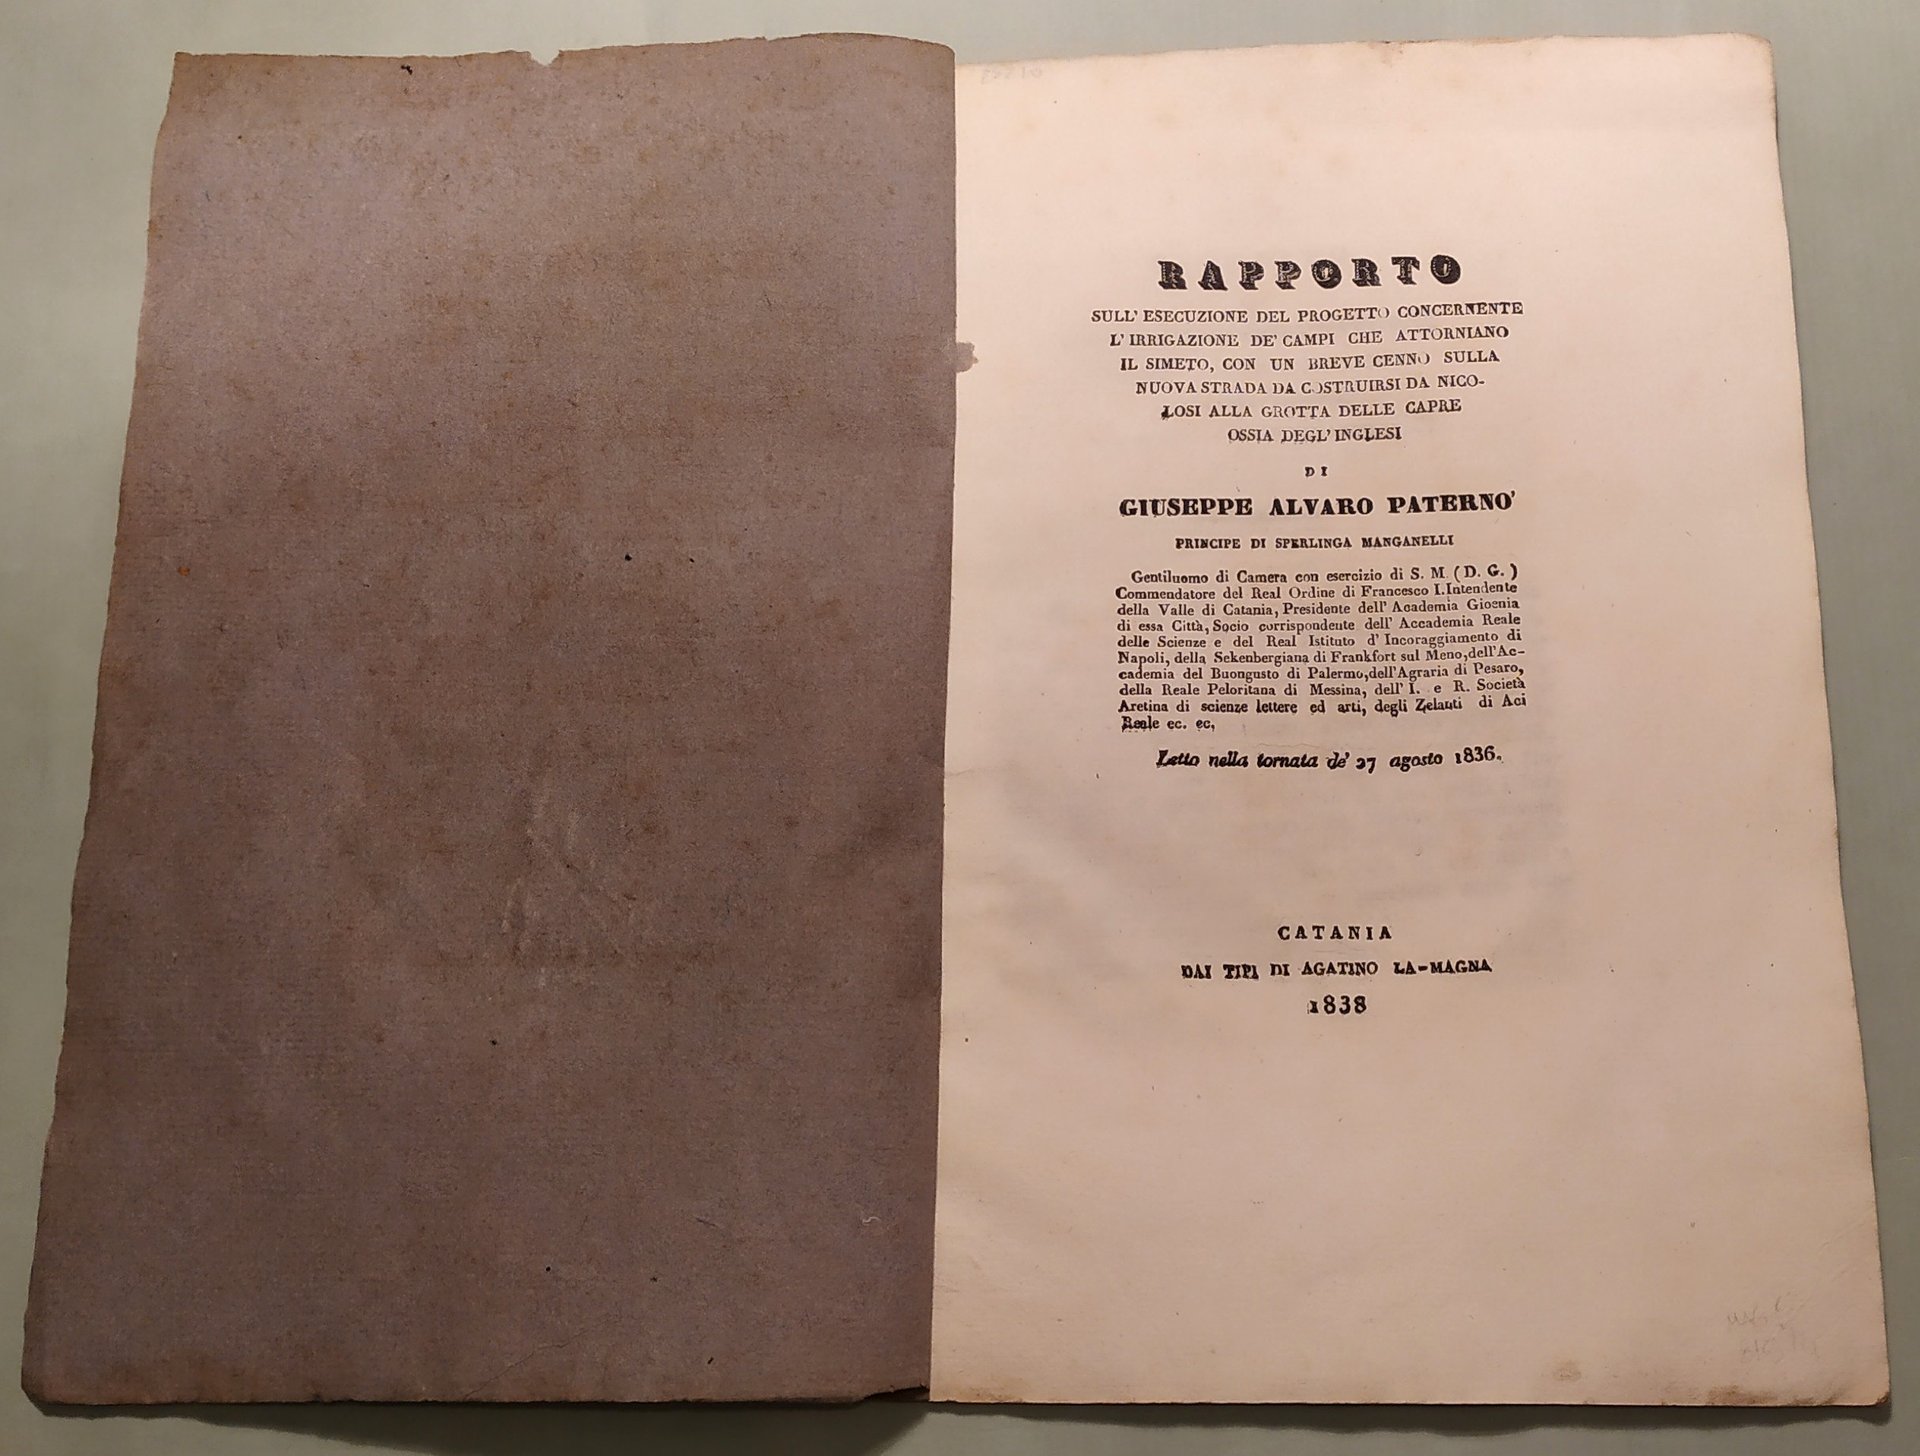 RAPPORTO
SULL' ESECUZIONE DEL PROGETTO CONCERNENTE
L' IRRIGAZIONE DE' CAMPI CHE ATTORNIANO
IL SIMETO, CON UN BREVE CENNO SULLA
NUOVA STRADA DA COSTRUIRSI DA NICO-
LOSI ALLA GROTTA DELLE CAPRE
OSSIA DEGL' INGLESI
DI
GIUSEPPE ALVARO PATERNO'
PRINCIPE DI SPERLINGA MANGANELLI
Gentiluomo di Camera con esercizio di S. M. (D. G.)
Commendatore del Real Ordine di Francesco I. Intendente
della Valle di Catania, Presidente dell' Academia Gioenia
di essa Città, Socio corrispondente dell' Accademia Reale
delle Scienze e del Real Istituto d' Incoraggiamento di
Napoli, della Sekenbergiana di Frankfort sul Meno, dell'Ac-
cademia del Buongusto di Palermo, dell'Agraria di Pesaro,
della Reale Peloritana di Messina, dell' I. e R. Società
Aretina di scienze lettere ed arti, degli Zelanti di Aci
Reale ec. ec.
Letto nella tornata de' 27 agosto 1836.
CATANIA
DAI TIPI DI AGATINO LA-MAGNA
1838